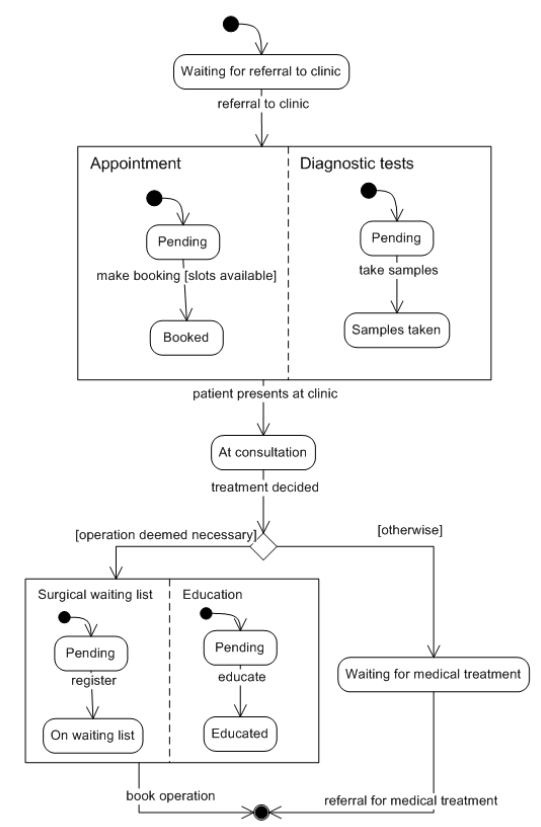 Waiting for referral to clinic
referral to clinic
Appointment
Diagnostic tests
Pending
Pending
make booking [slots available]
take samples
Booked
Samples taken
patient presents at clinic
At consultation
treatment decided
[operation deemed necessary]
[otherwise]
Surgical waiting list
Education
Pending
Pending
register
educate
Waiting for medical treatment
On waiting list
Educated
book operation
referral for medical treatment